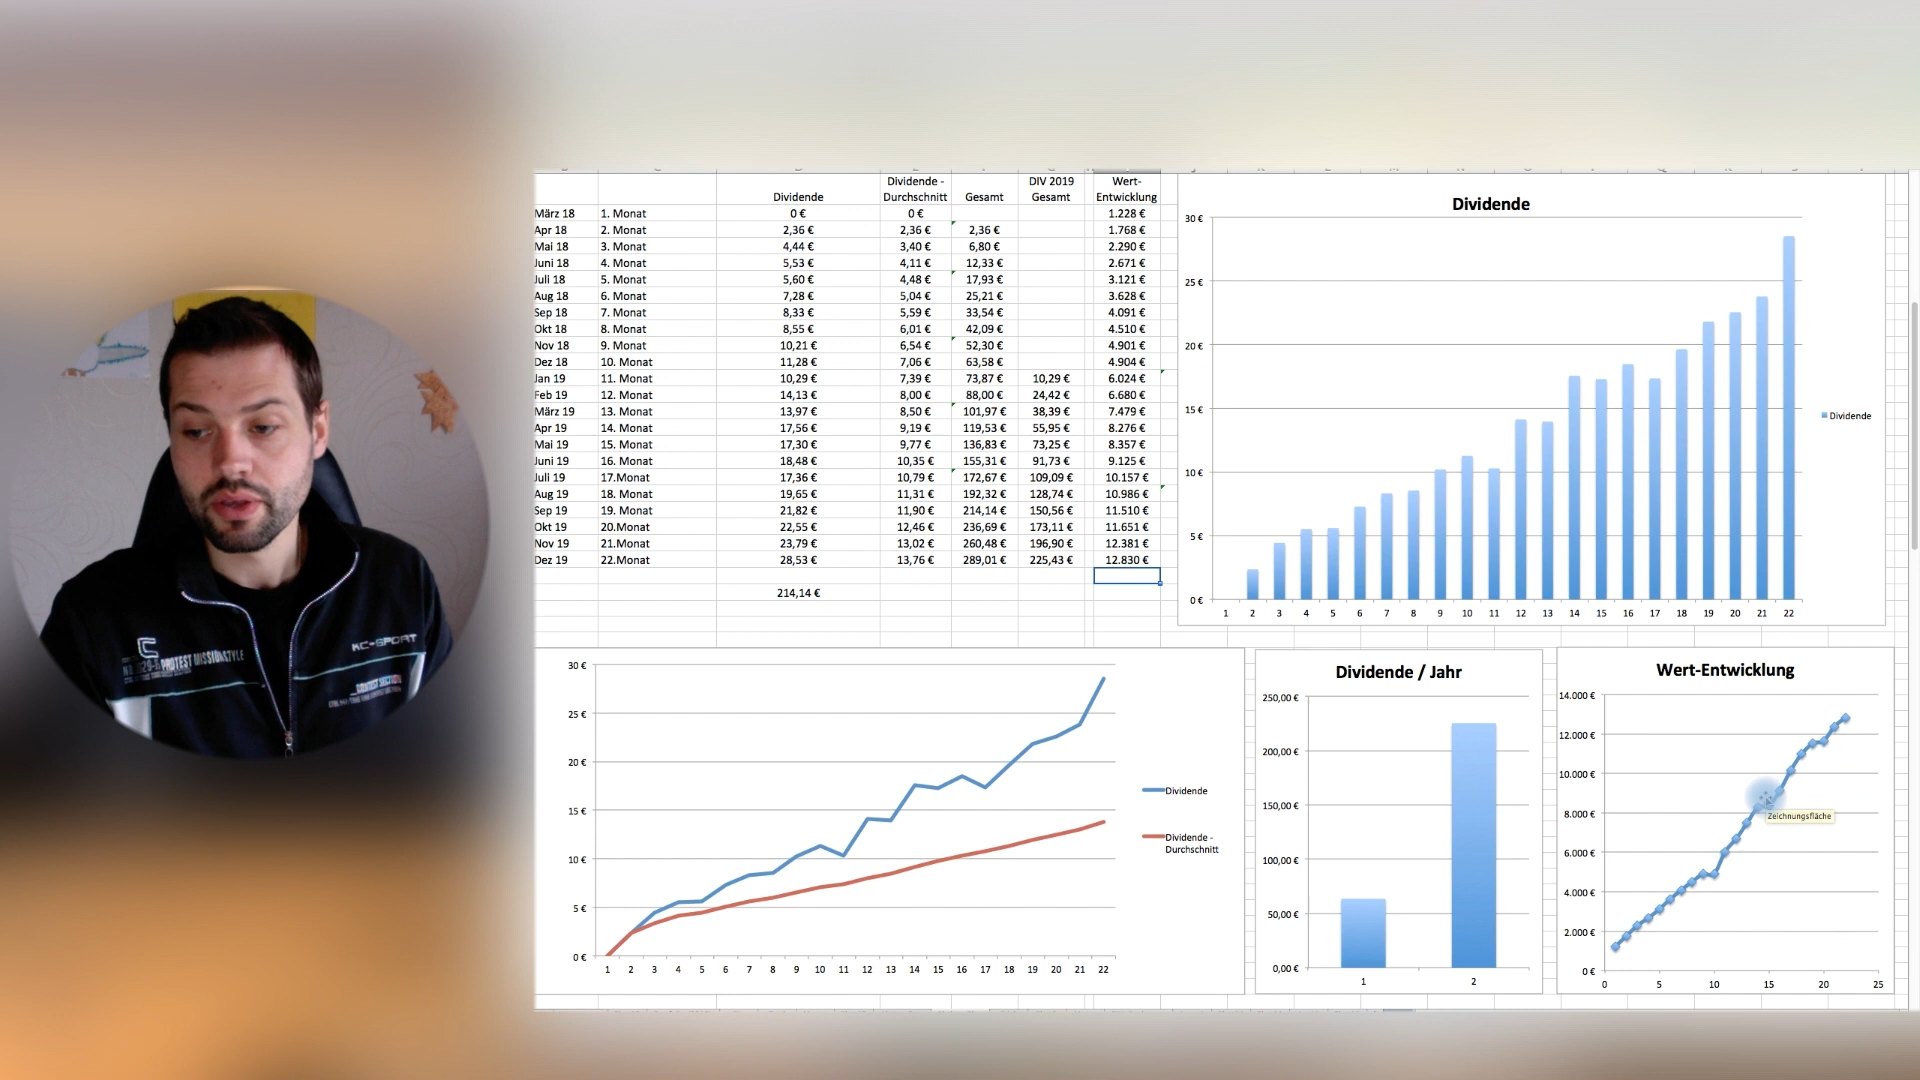 Dividende
Dividende - Durchschnitt
Gesamt
DIV 2019 Gesamt
Wert-Entwicklung
März 18 1. Monat 0 € 0 € 1.228 €
Apr 18 2. Monat 2,36 € 2,36 € 2,36 € 1.768 €
Mai 18 3. Monat 4,44 € 3,40 € 6,80 € 2.290 €
Juni 18 4. Monat 5,53 € 4,11 € 12,33 € 2.671 €
Juli 18 5. Monat 5,60 € 4,48 € 17,93 € 3.121 €
Aug 18 6. Monat 7,28 € 5,04 € 25,21 € 3.628 €
Sep 18 7. Monat 8,33 € 5,59 € 33,54 € 4.091 €
Okt 18 8. Monat 8,55 € 6,01 € 42,09 € 4.510 €
Nov 18 9. Monat 10,21 € 6,54 € 52,30 € 4.901 €
Dez 18 10. Monat 11,28 € 7,06 € 63,58 € 4.904 €
Jan 19 11. Monat 10,29 € 7,39 € 73,87 € 10,29 € 6.024 €
Feb 19 12. Monat 14,13 € 8,00 € 88,00 € 24,42 € 6.680 €
März 19 13. Monat 13,97 € 8,50 € 101,97 € 38,39 € 7.479 €
Apr 19 14. Monat 17,56 € 9,19 € 119,53 € 55,95 € 8.276 €
Mai 19 15. Monat 17,30 € 9,77 € 136,83 € 73,25 € 8.357 €
Juni 19 16. Monat 18,48 € 10,35 € 155,31 € 91,73 € 9.125 €
Juli 19 17.Monat 17,36 € 10,79 € 172,67 € 109,09 € 10.157 €
Aug 19 18. Monat 19,65 € 11,31 € 192,32 € 128,74 € 10.986 €
Sep 19 19. Monat 21,82 € 11,90 € 214,14 € 150,56 € 11.510 €
Okt 19 20.Monat 22,55 € 12,46 € 236,69 € 173,11 € 11.651 €
Nov 19 21.Monat 23,79 € 13,02 € 260,48 € 196,90 € 12.381 €
Dez 19 22.Monat 28,53 € 13,76 € 289,01 € 225,43 € 12.830 €
214,14 €
Dividende
30 €
25 €
20 €
15 €
10 €
5 €
0 €
1 2 3 4 5 6 7 8 9 10 11 12 13 14 15 16 17 18 19 20 21 22
Dividende
30 €
25 €
20 €
15 €
10 €
5 €
0 €
1 2 3 4 5 6 7 8 9 10 11 12 13 14 15 16 17 18 19 20 21 22
Dividende
Dividende -
Durchschnitt
Dividende / Jahr
250,00 €
200,00 €
150,00 €
100,00 €
50,00 €
0,00 €
1 2
Wert-Entwicklung
14.000 €
12.000 €
10.000 €
8.000 €
6.000 €
4.000 €
2.000 €
0 €
0 5 10 15 20 25
Zeichnungsfläche
KC-SPORT
PROTEST MISSIONSTYLE